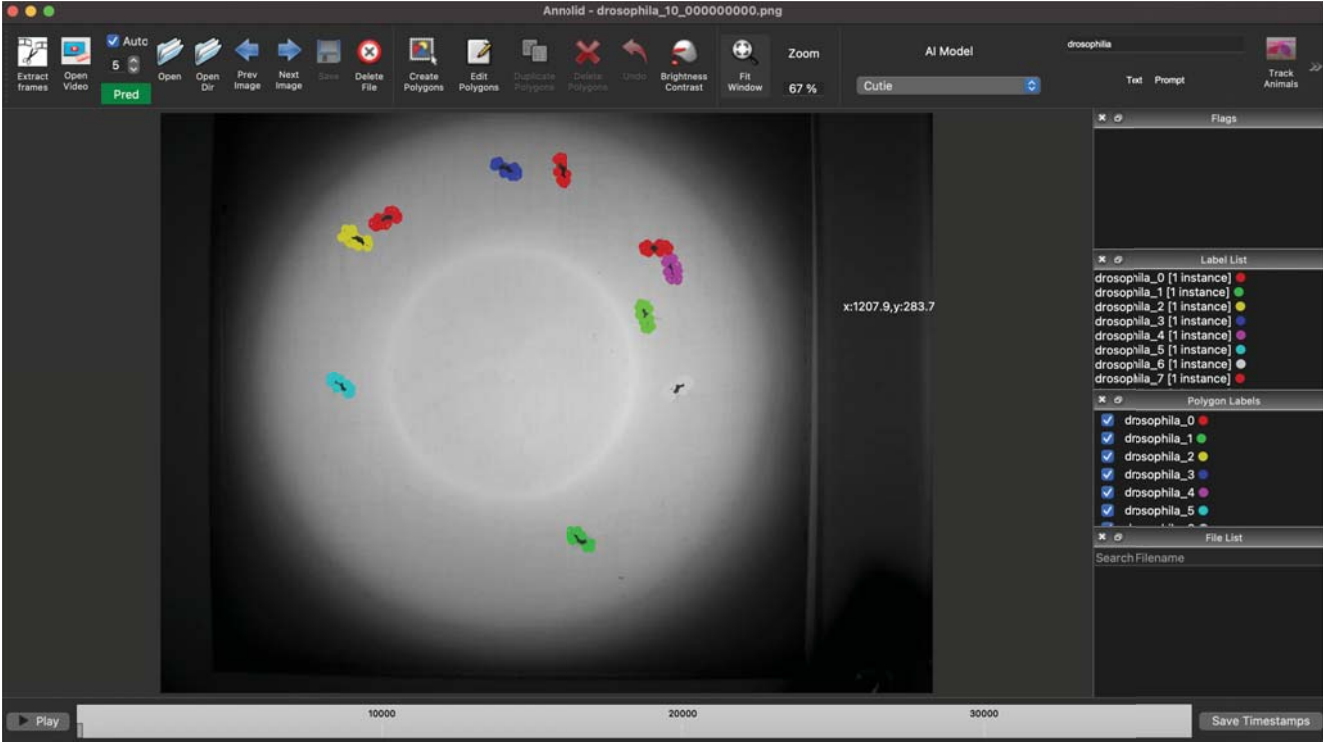 Annolid - drosophila_10_000000000.png
Extract frames
Open Video
Auto
5
Pred
Open
Open Dir
Prev Image
Next Image
Save
Delete File
Create Polygons
Edit Polygons
Duplicate Polygons
Delete Polygons
Undo
Brightness Contrast
Fit Window
Zoom
67 %
AI Model
Cutie
drosophilia
Text Prompt
Track Animals
Flags
Label List
drosophila_0 [1 instance]
drosophila_1 [1 instance]
drosophila_2 [1 instance]
drosophila_3 [1 instance]
drosophila_4 [1 instance]
drosophila_5 [1 instance]
drosophila_6 [1 instance]
drosophila_7 [1 instance]
x:1207.9,y:283.7
Polygon Labels
drosophila_0
drosophila_1
drosophila_2
drosophila_3
drosophila_4
drosophila_5
File List
Search Filename
Play
10000
20000
30000
Save Timestamps